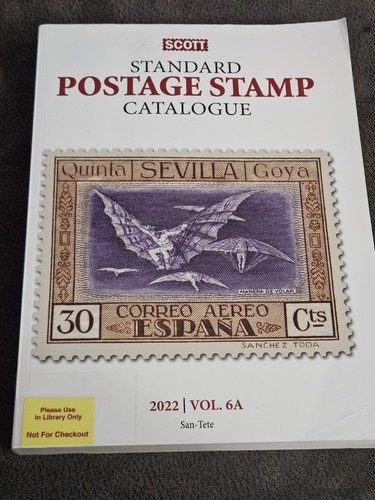 SCOTT
STANDARD
POSTAGE STAMP
CATALOGUE
Quinta SEVILLA Goya
MANERA DE VOLAR
30 CORREO AÉREO Cts
ESPAÑA
SANCHEZ TODA
Please Use
in Library Only
Not For Checkout
2022 | VOL. 6A
San-Tete